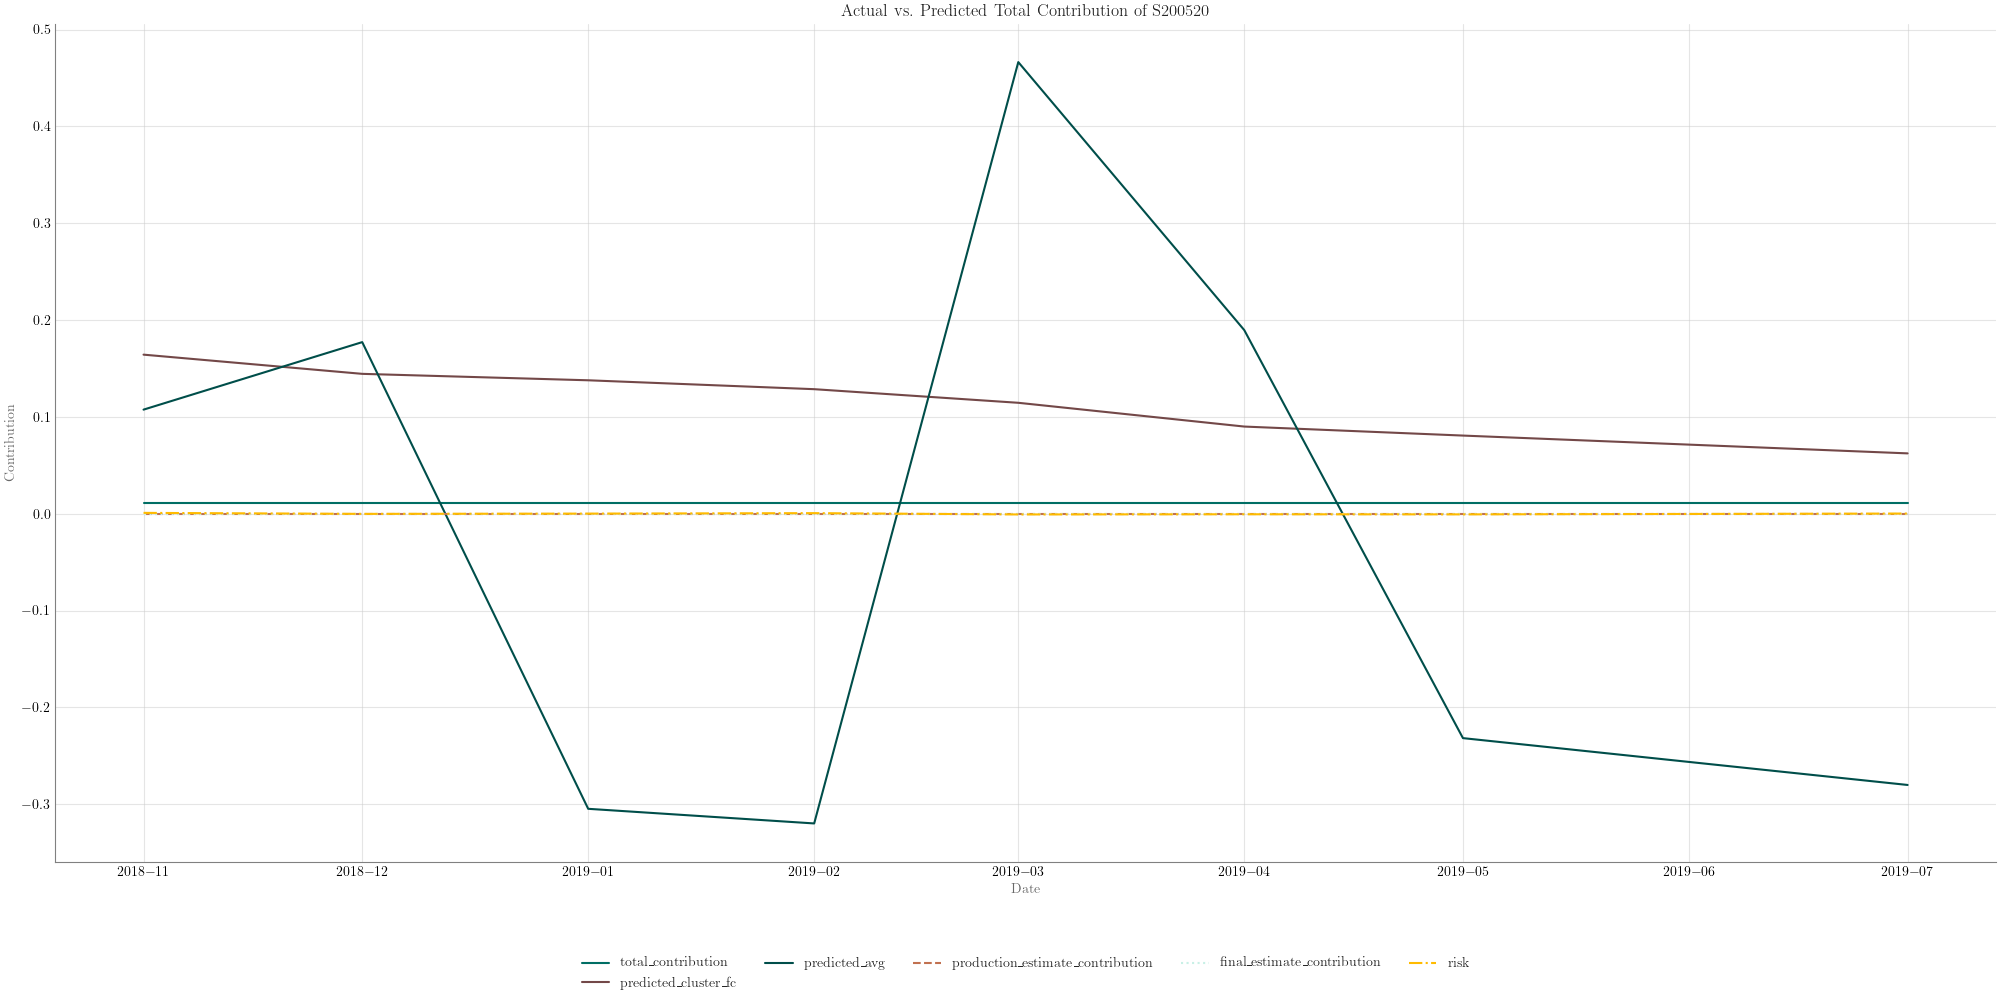 Actual vs. Predicted Total Contribution of S200520
0.5
0.4
0.3
0.2
0.1
0.0
−0.1
−0.2
−0.3
Contribution
2018−11 2018−12 2019−01 2019−02 2019−03 2019−04 2019−05 2019−06 2019−07
Date
total_contribution predicted_avg production_estimate_contribution final_estimate_contribution risk
predicted_cluster_fc